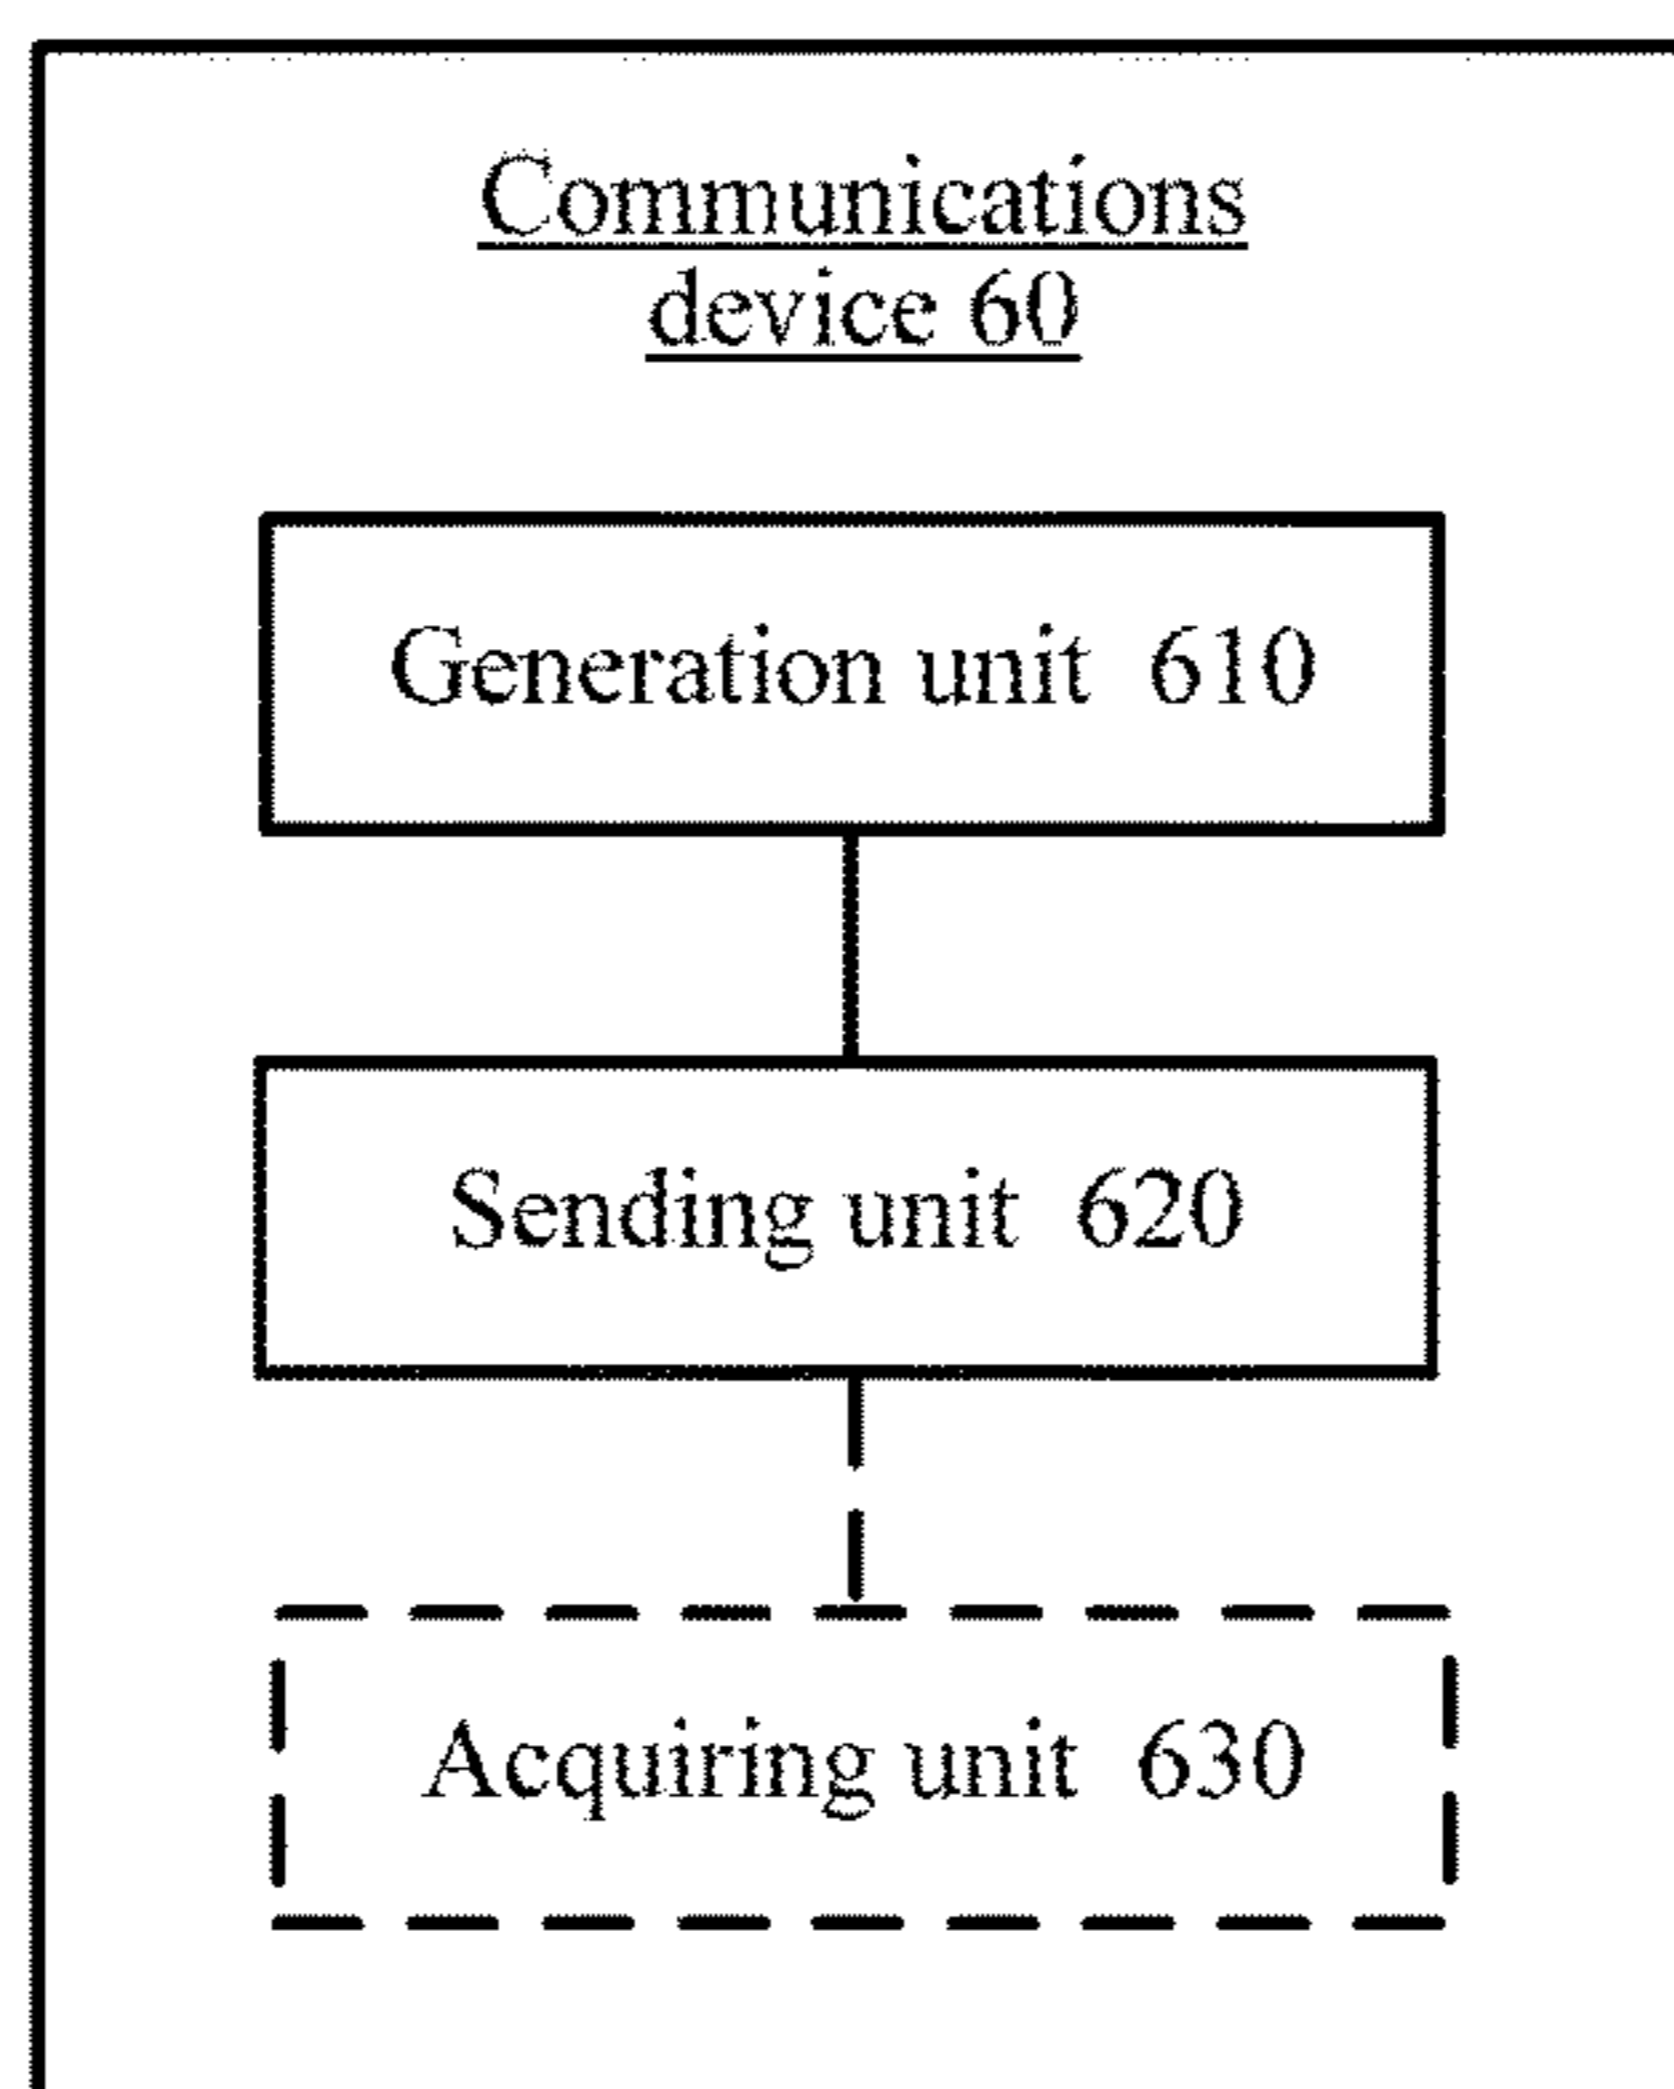 Communications
device 60
Generation unit 610
Sending unit 620
Acquiring unit 630